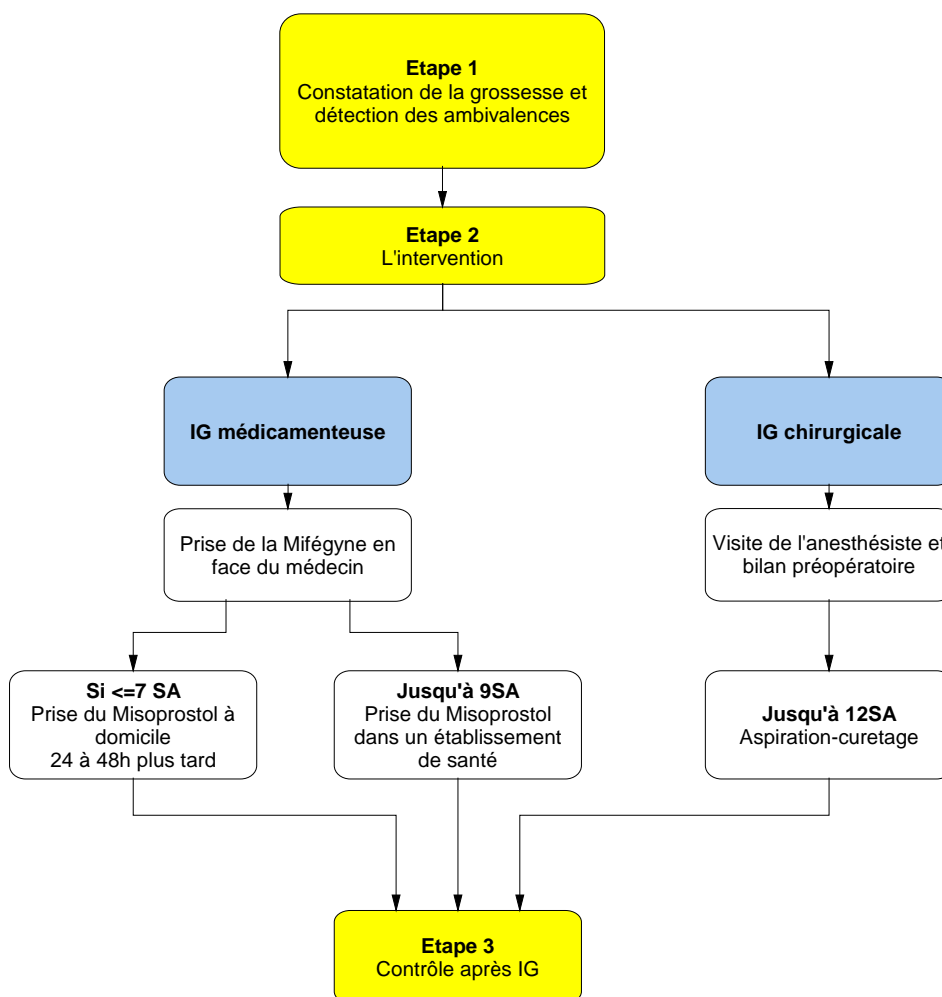 Etape 1
Constatation de la grossesse et
détection des ambivalences
Etape 2
L'intervention
IG médicamenteuse
IG chirurgicale
Prise de la Mifégyne en
face du médecin
Visite de l'anesthésiste et
bilan préopératoire
Si <=7 SA
Prise du Misoprostol à
domicile
24 à 48h plus tard
Jusqu'à 9SA
Prise du Misoprostol
dans un établissement
de santé
Jusqu'à 12SA
Aspiration-curetage
Etape 3
Contrôle après IG